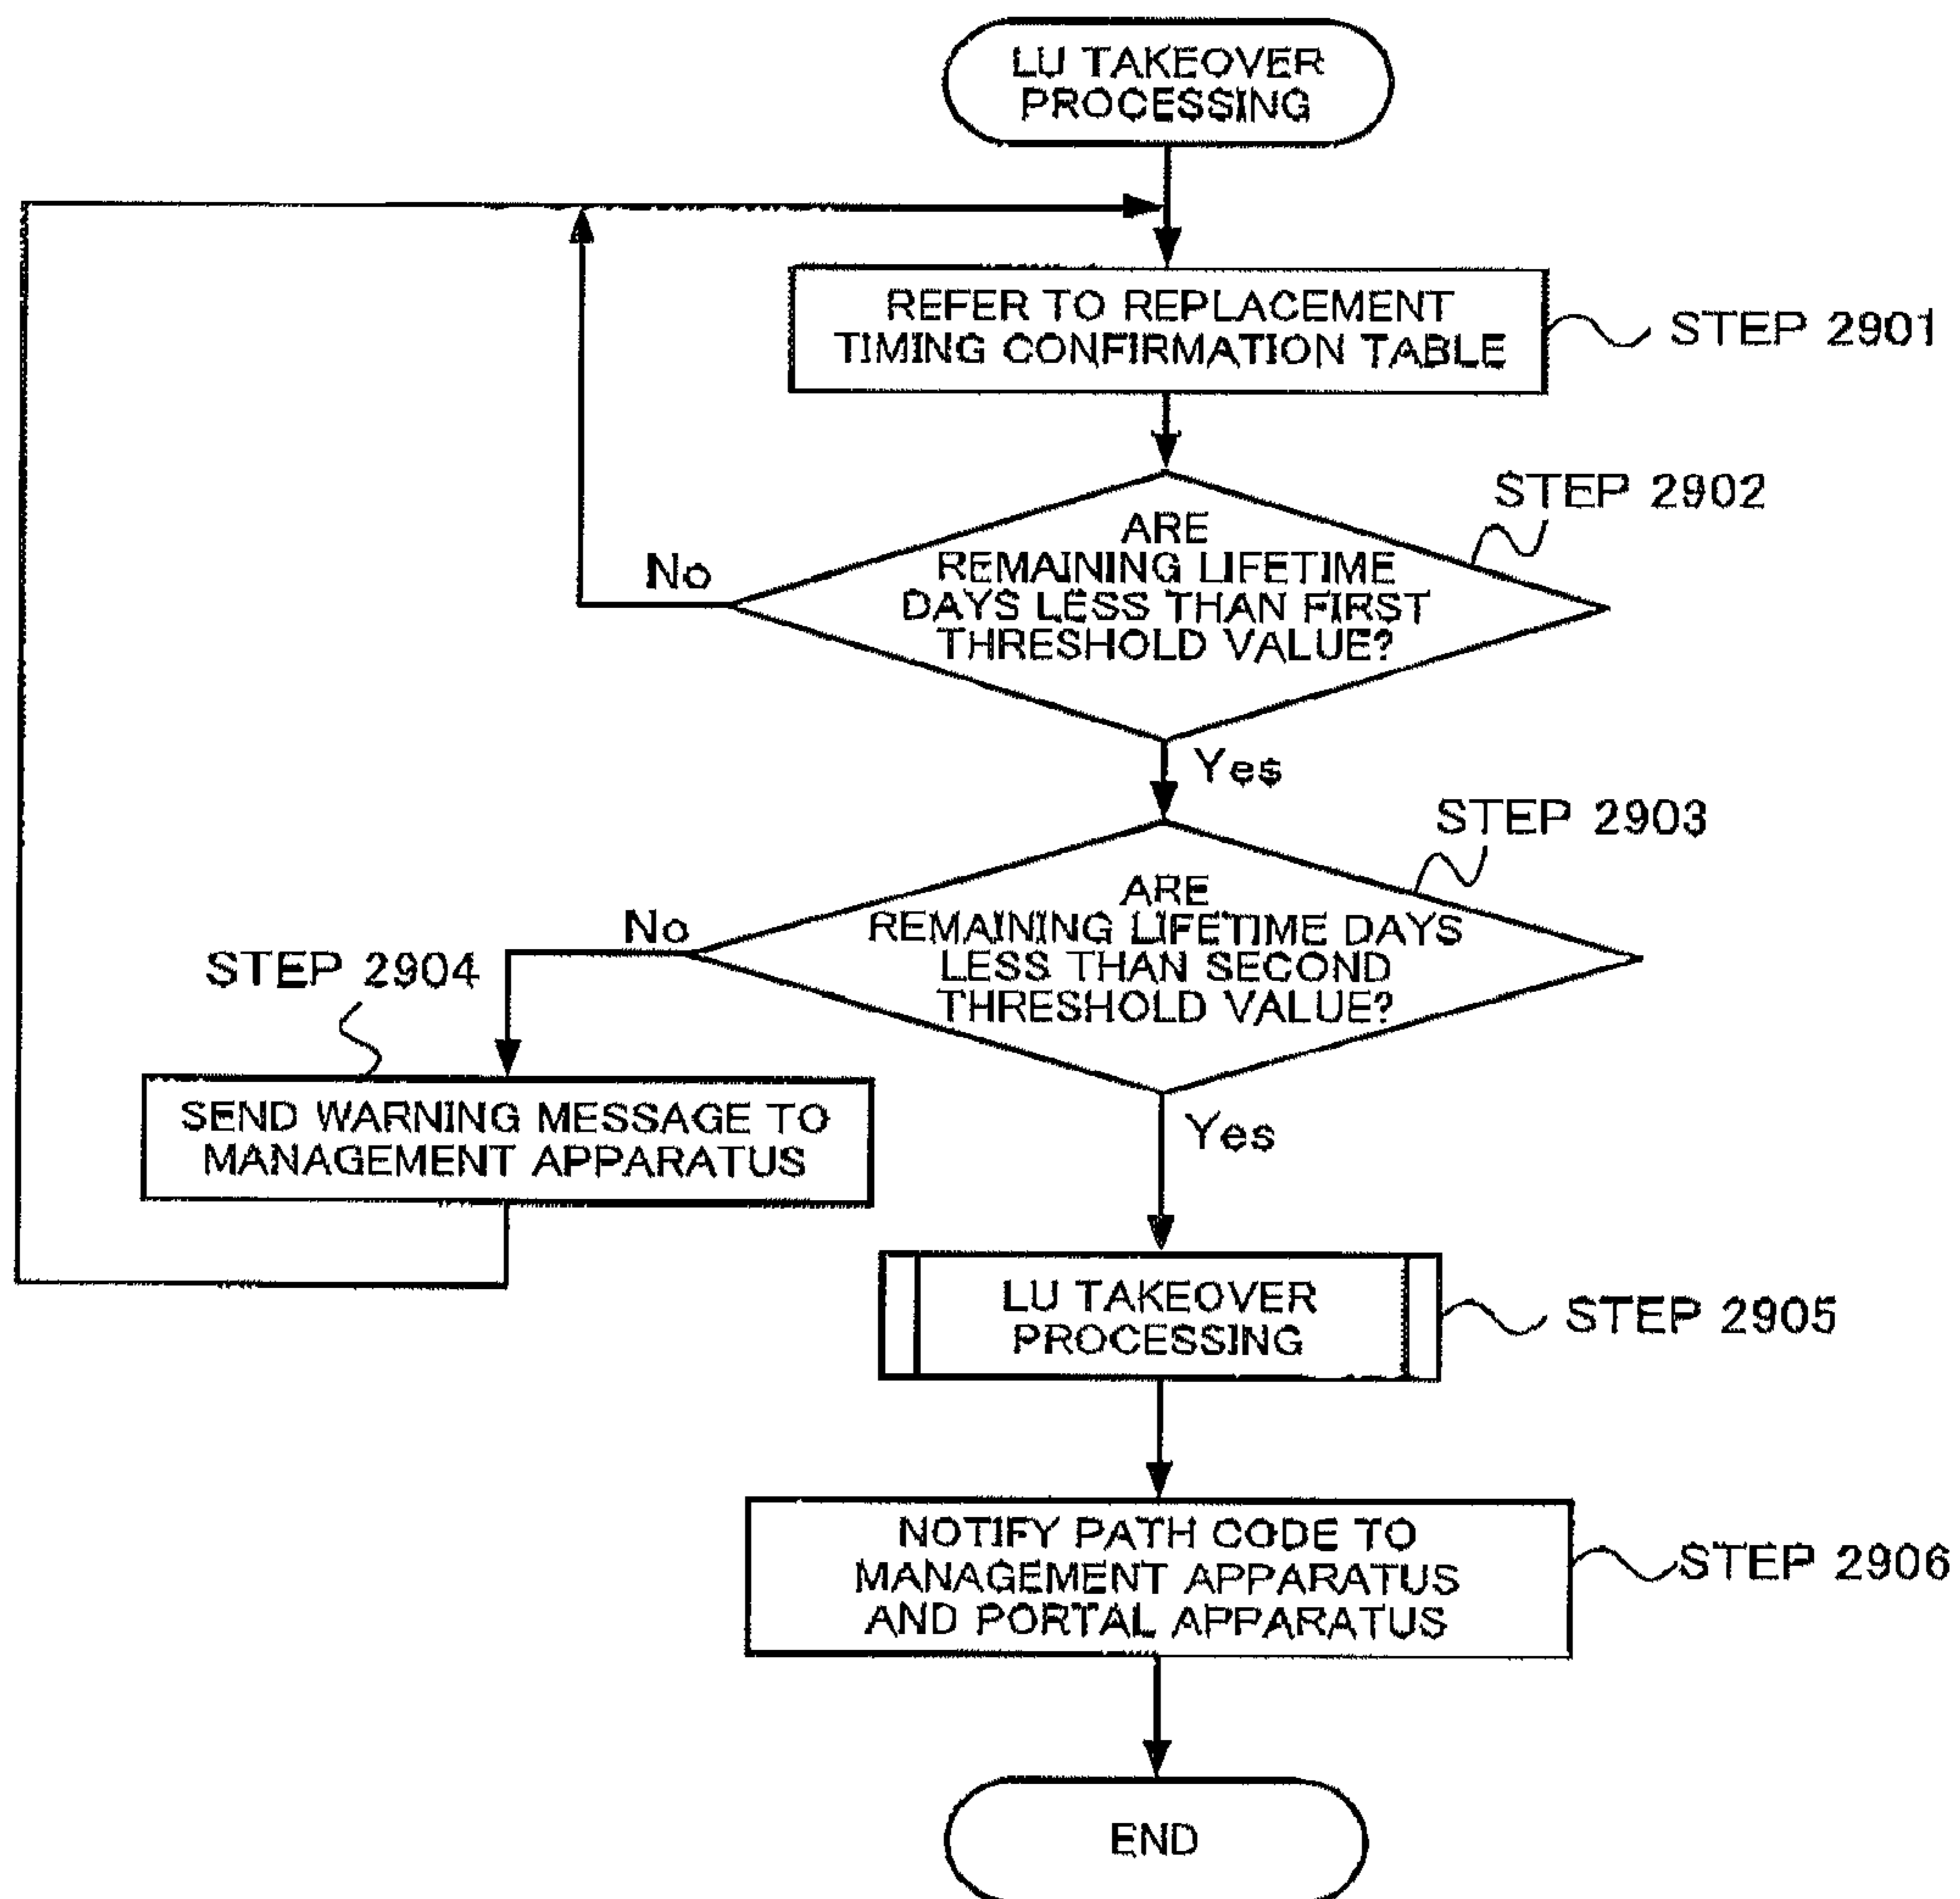 LU TAKEOVER
PROCESSING
REFER TO REPLACEMENT
TIMING CONFIRMATION TABLE
STEP 2901
STEP 2902
ARE
REMAINING LIFETIME
DAYS LESS THAN FIRST
THRESHOLD VALUE?
No
Yes
STEP 2903
ARE
REMAINING LIFETIME DAYS
LESS THAN SECOND
THRESHOLD VALUE?
No
STEP 2904
SEND WARNING MESSAGE TO
MANAGEMENT APPARATUS
Yes
LU TAKEOVER
PROCESSING
STEP 2905
NOTIFY PATH CODE TO
MANAGEMENT APPARATUS
AND PORTAL APPARATUS
STEP 2906
END